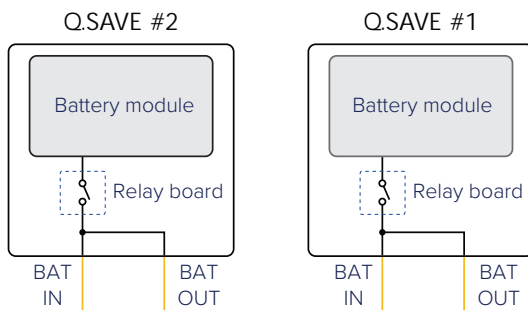 Q.SAVE #2
Battery module
Relay board
BAT
IN
BAT
OUT
Q.SAVE #1
Battery module
Relay board
BAT
IN
BAT
OUT